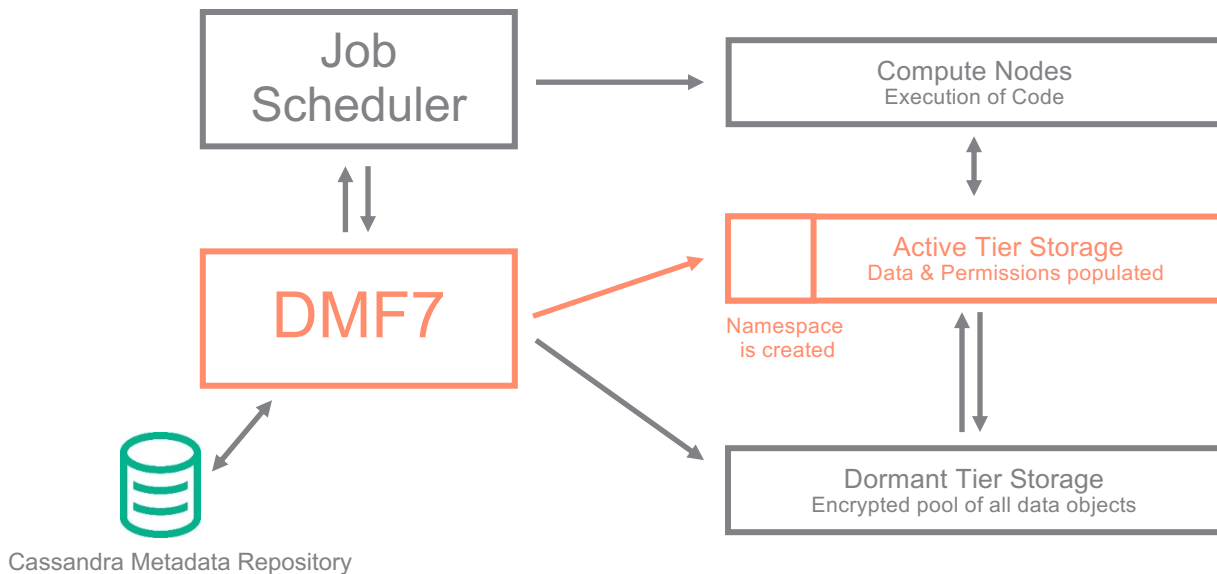 Job
Scheduler
Compute Nodes
Execution of Code
DMF7
Active Tier Storage
Data & Permissions populated
Namespace
is created
Dormant Tier Storage
Encrypted pool of all data objects
Cassandra Metadata Repository